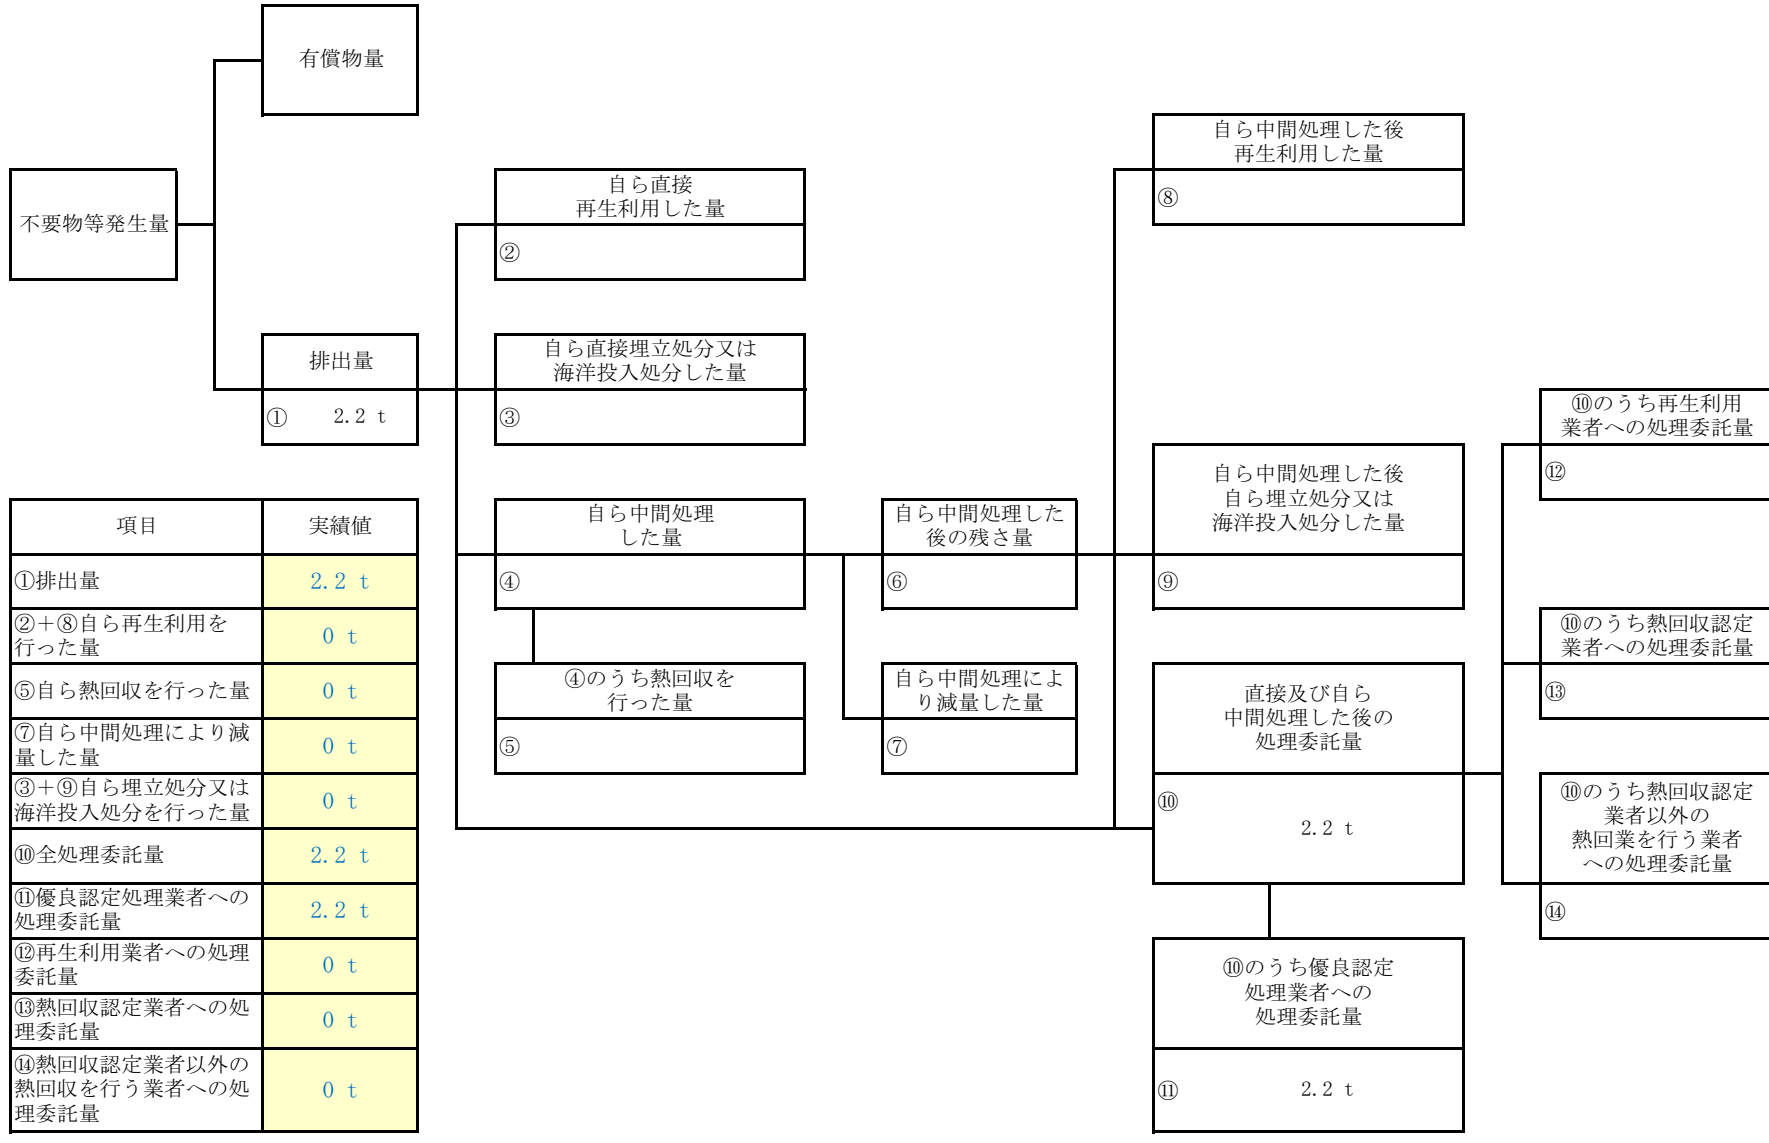 有償物量
自ら中間処理した後
再生利用した量
⑧
不要物等発生量
自ら直接
再生利用した量
②
排出量
① 2.2 t
自ら直接埋立処分又は
海洋投入処分した量
③
⑩のうち再生利用
業者への処理委託量
⑫
自ら中間処理
した量
④
自ら中間処理した
後の残さ量
⑥
自ら中間処理した後
自ら埋立処分又は
海洋投入処分した量
⑨
⑩のうち熱回収認定
業者への処理委託量
⑬
④のうち熱回収を
行った量
⑤
自ら中間処理によ
り減量した量
⑦
直接及び自ら
中間処理した後の
処理委託量
⑩
2.2 t
⑩のうち熱回収認定
業者以外の
熱回業を行う業者
への処理委託量
⑭
⑩のうち優良認定
処理業者への
処理委託量
⑪ 2.2 t
項目 実績値
①排出量 2.2 t
②＋⑧自ら再生利用を
行った量 0 t
⑤自ら熱回収を行った量 0 t
⑦自ら中間処理により減
量した量 0 t
③＋⑨自ら埋立処分又は
海洋投入処分を行った量 0 t
⑩全処理委託量 2.2 t
⑪優良認定処理業者への
処理委託量 2.2 t
⑫再生利用業者への処理
委託量 0 t
⑬熱回収認定業者への処
理委託量 0 t
⑭熱回収認定業者以外の
熱回収を行う業者への処
理委託量 0 t